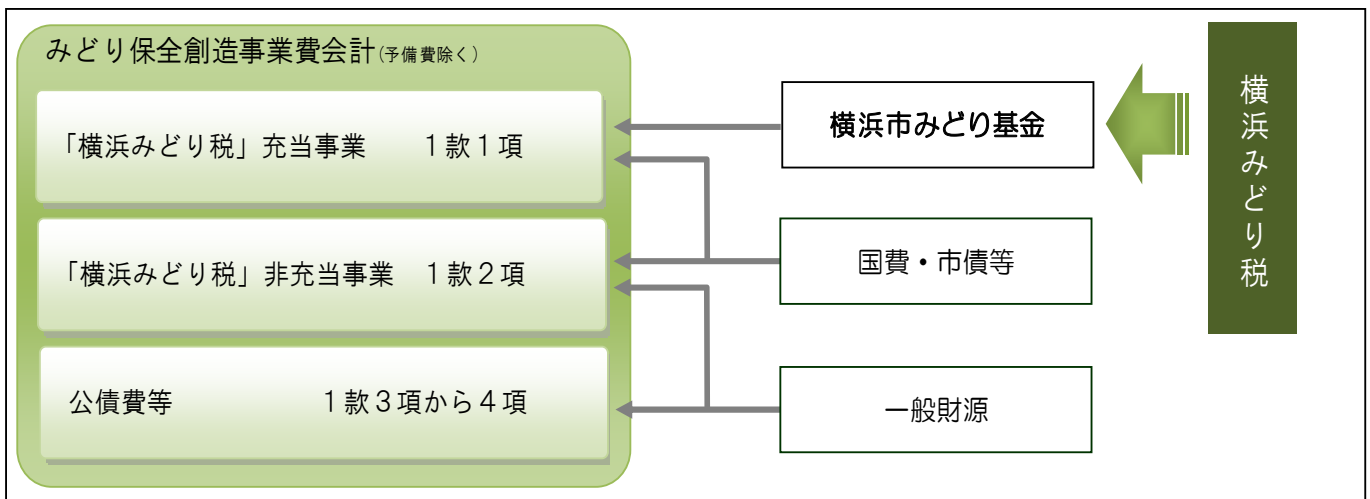 みどり保全創造事業費会計(予備費除く)
「横浜みどり税」充当事業　　１款１項
「横浜みどり税」非充当事業　１款２項
公債費等　　　　　１款３項から４項
横浜市みどり基金
国費・市債等
一般財源
横浜みどり税